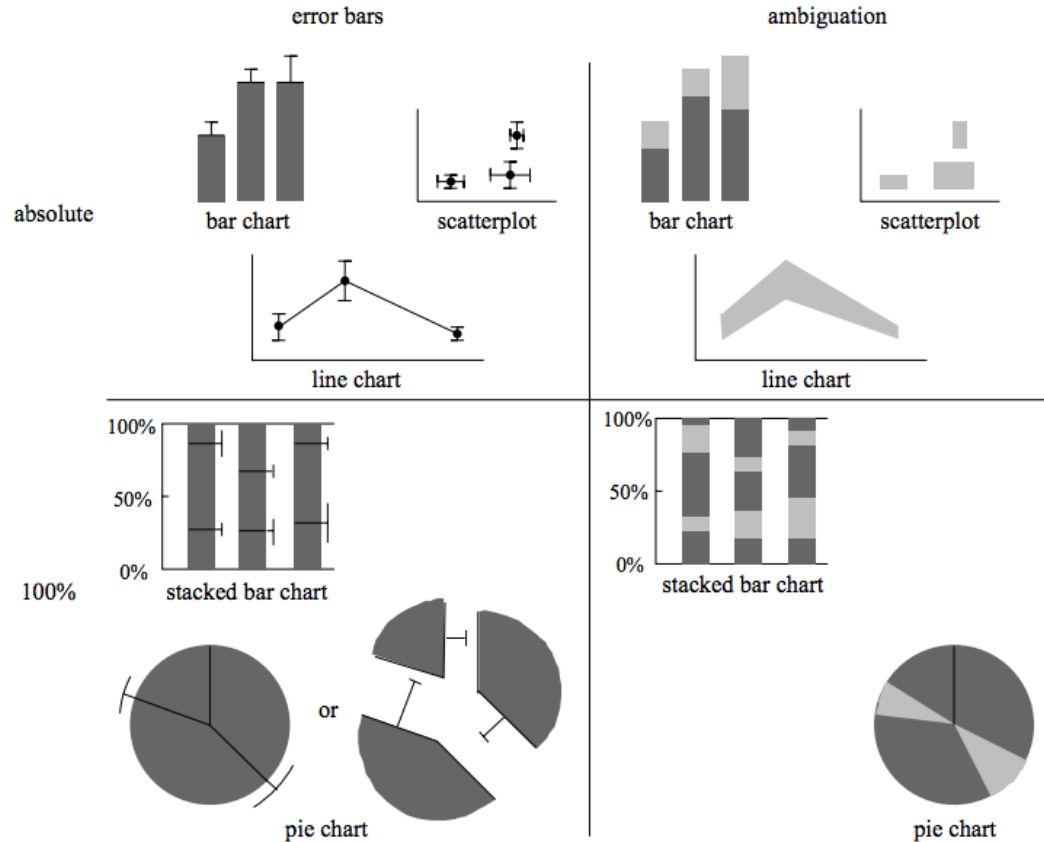 error bars
ambiguation
absolute
bar chart
scatterplot
line chart
bar chart
scatterplot
line chart
100%
100%
50%
0%
stacked bar chart
or
pie chart
100%
50%
0%
stacked bar chart
pie chart